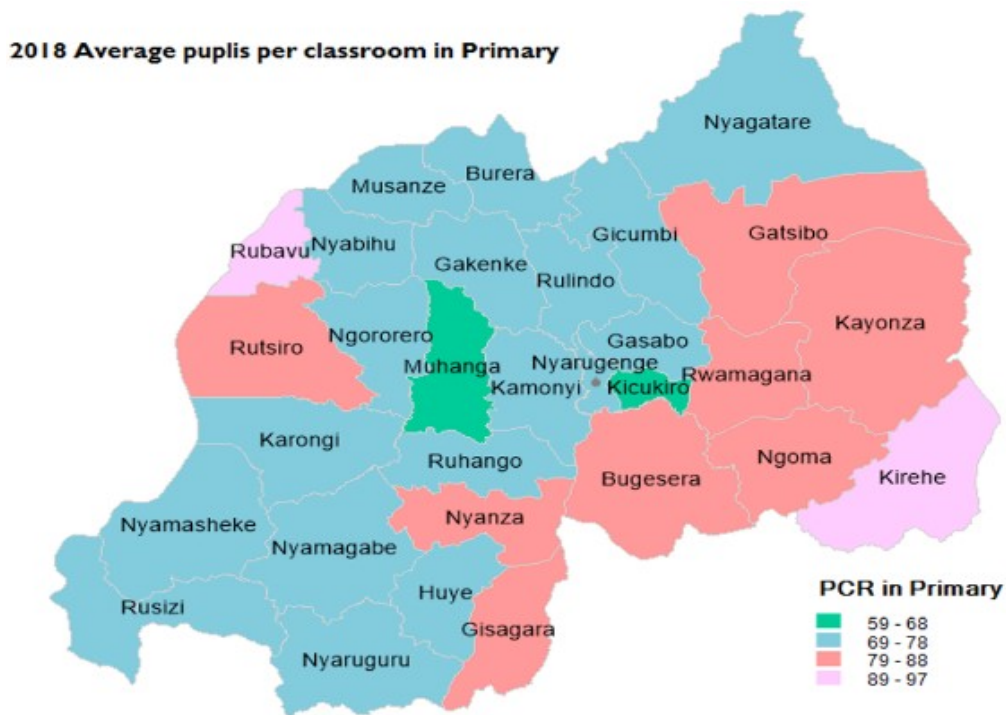 2018 Average puplis per classroom in Primary
Nyagatare
Burera
Musanze
Gicumbi
Gatsibo
Nyabihu
Rubavu
Gakenke
Rulindo
Kayonza
Ngororero
Gasabo
Rutsiro
Nyarugenge
Muhanga
Rwamagana
Kamonyi
Kicukiro
Karongi
Ruhango
Ngoma
Bugesera
Kirehe
Nyanza
Nyamasheke
Nyamagabe
Huye
Rusizi
Gisagara
Nyaruguru
PCR in Primary
59 - 68
69 - 78
79 - 88
89 - 97